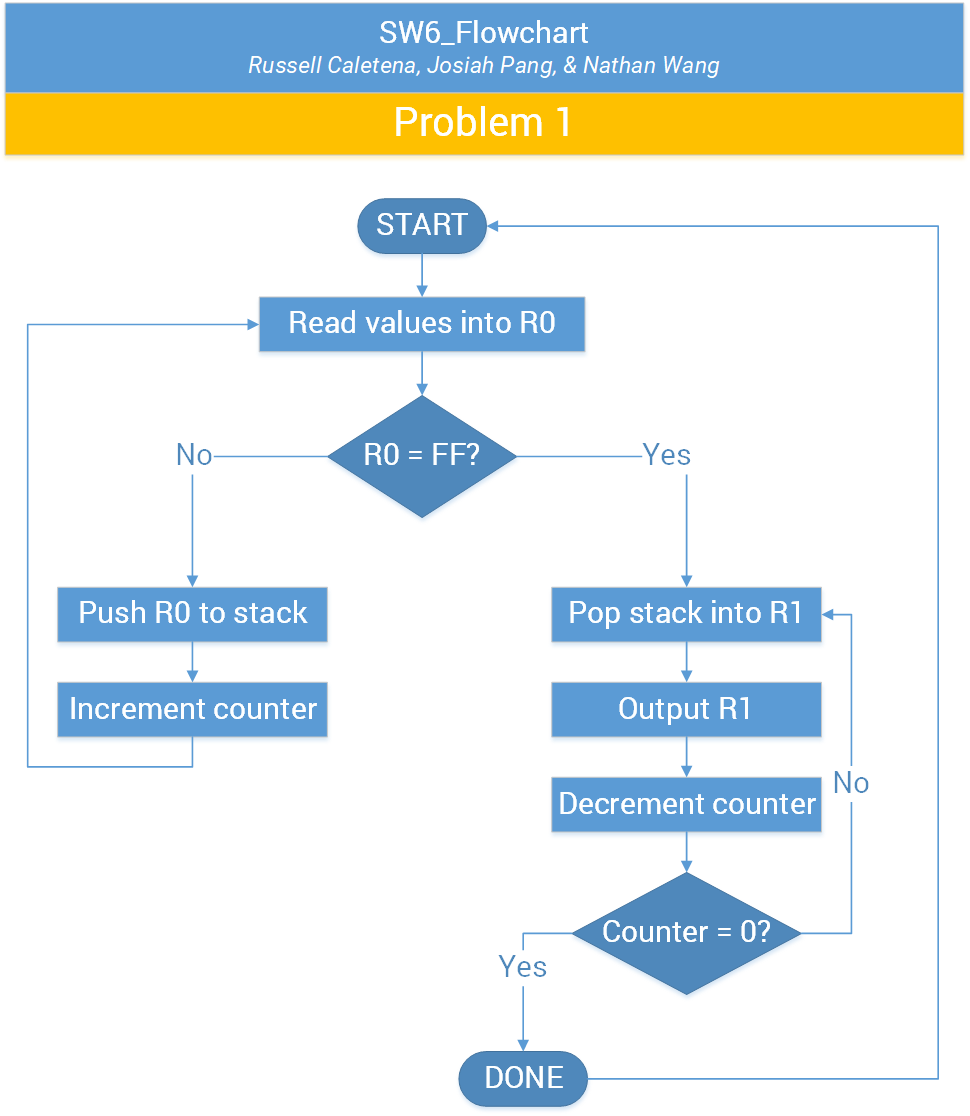 SW6_Flowchart
Russell Caletena, Josiah Pang, & Nathan Wang
Problem 1
START
Read values into R0
R0 = FF?
No
Yes
Push R0 to stack
Increment counter
Pop stack into R1
Output R1
Decrement counter
No
Counter = 0?
Yes
DONE